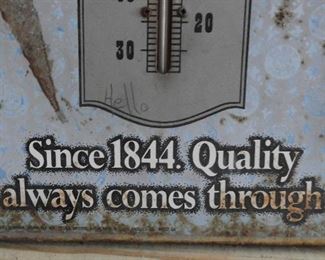 20
30
Hello
Since 1844. Quality
always comes through